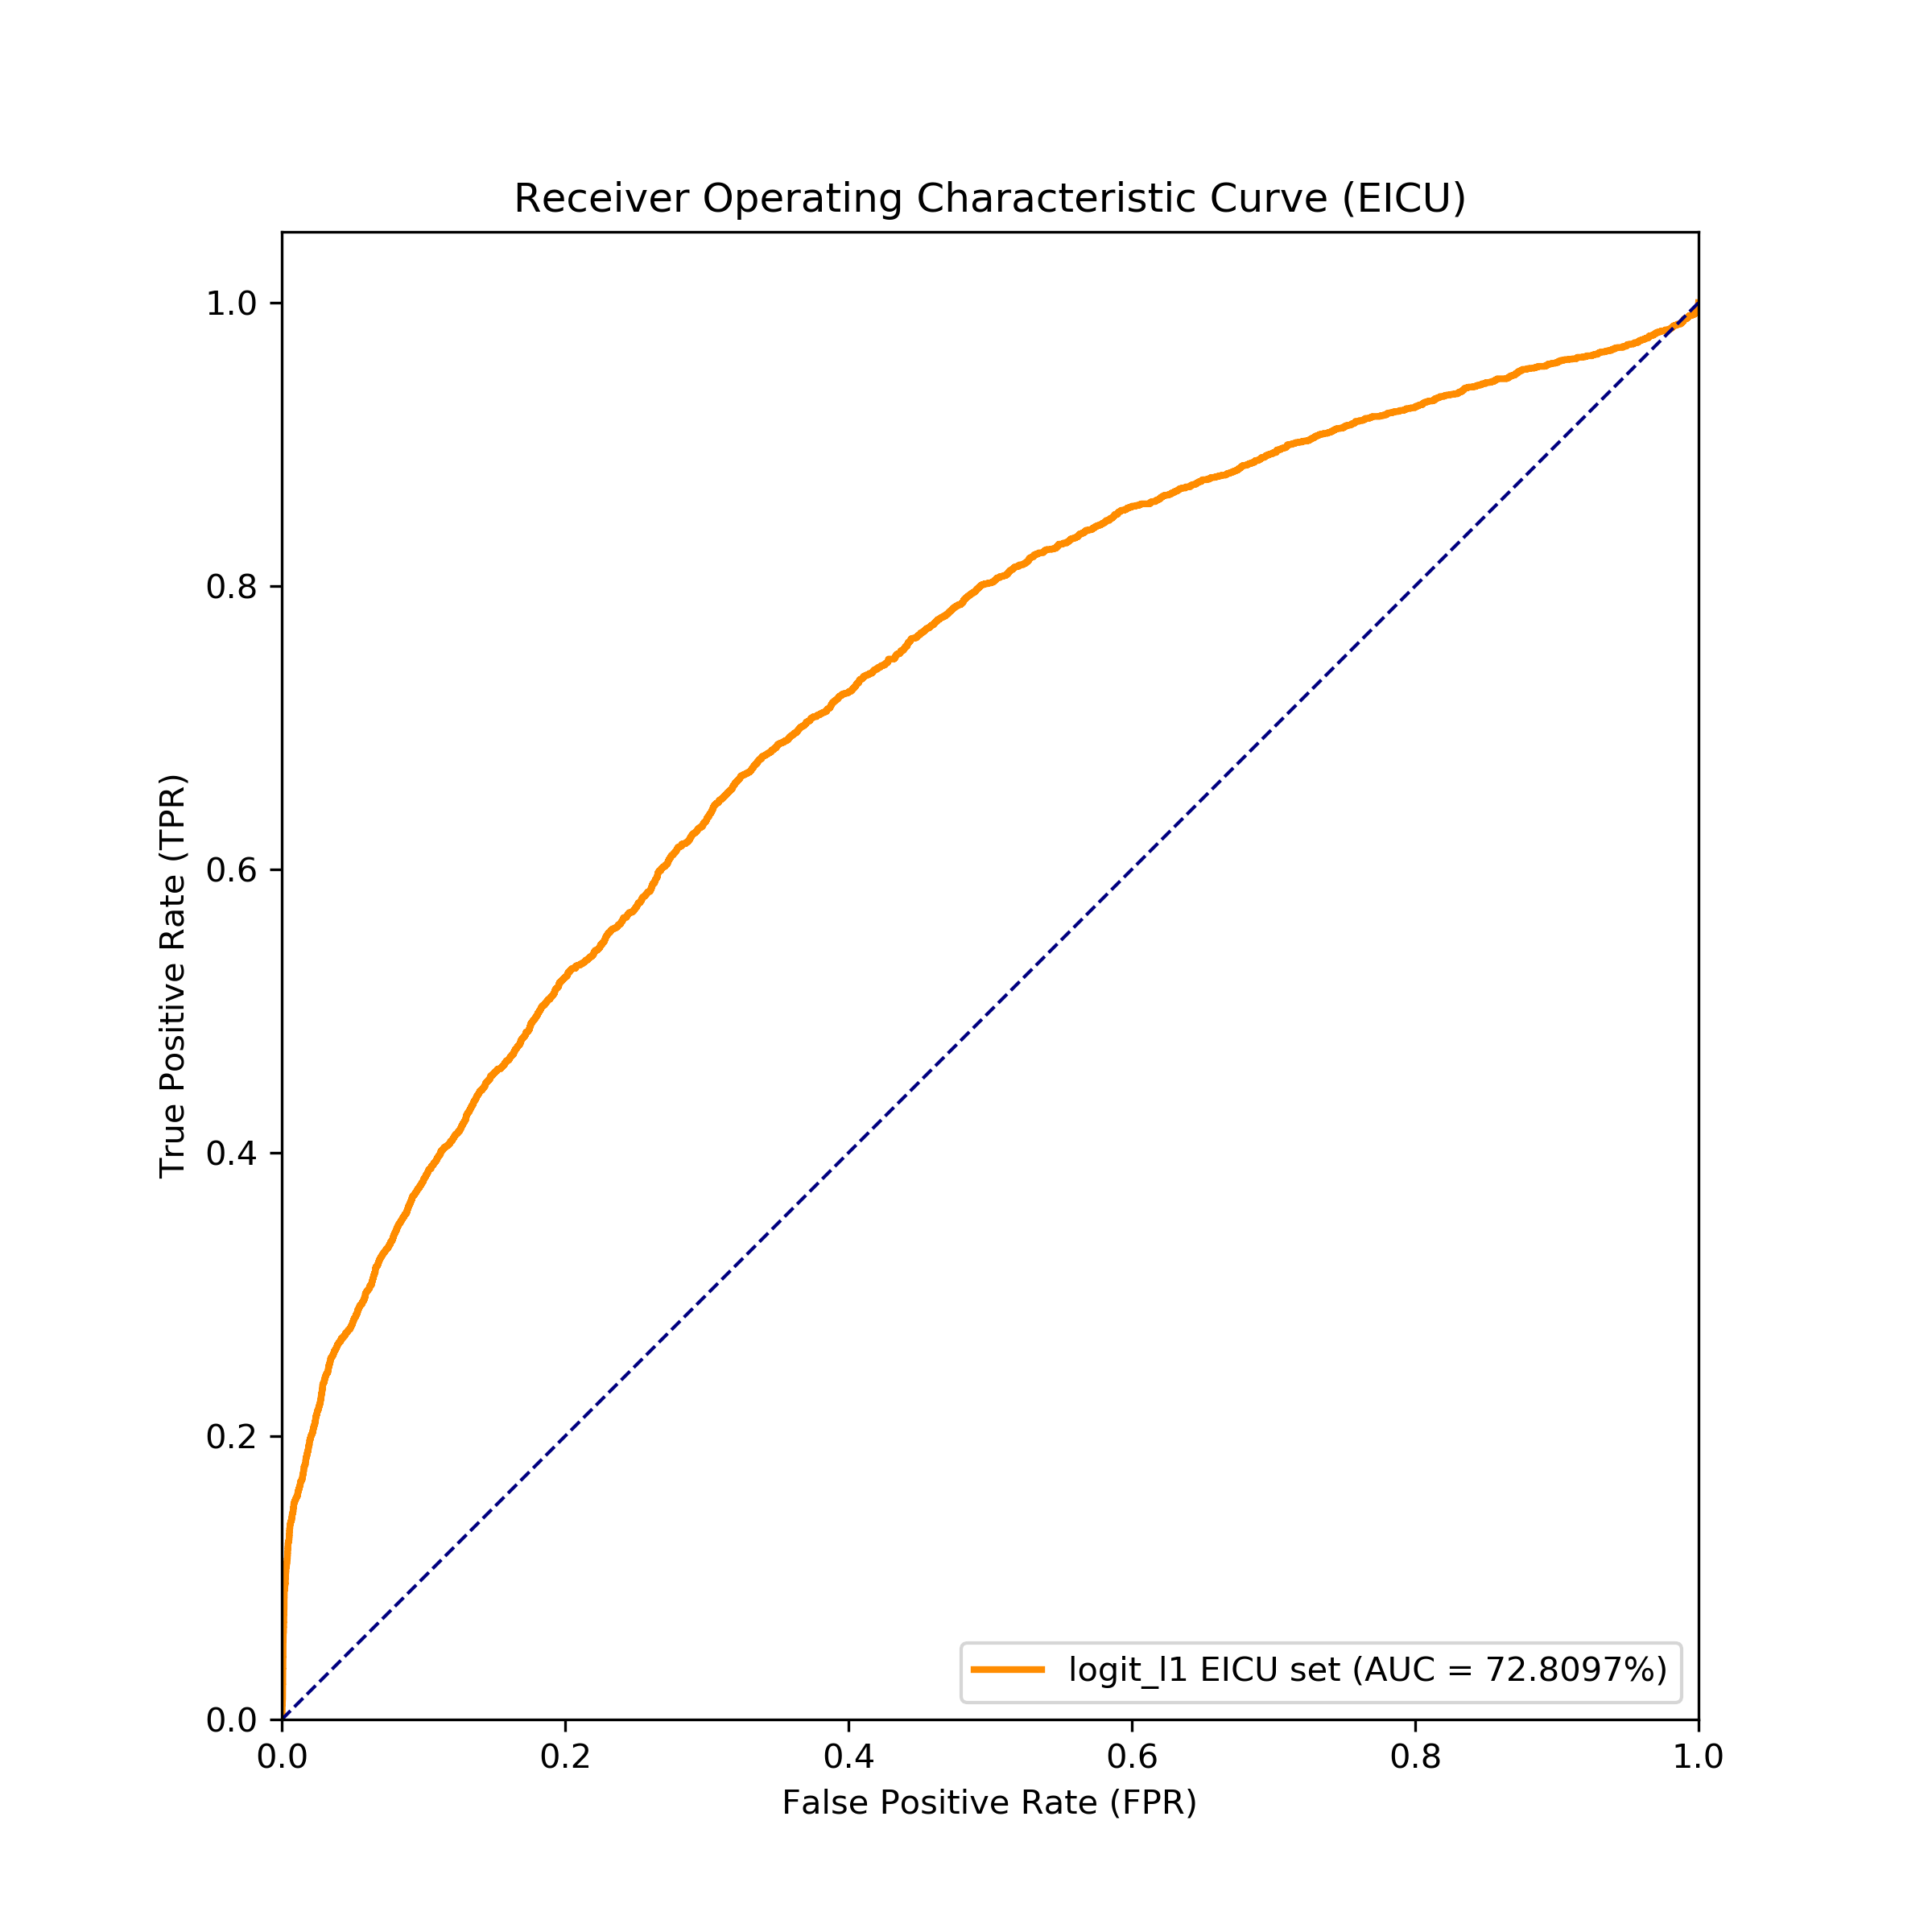 Receiver Operating Characteristic Curve (EICU)
1.0
0.8
0.6
0.4
0.2
0.0
True Positive Rate (TPR)
logit_l1 EICU set (AUC = 72.8097%)
0.0 0.2 0.4 0.6 0.8 1.0
False Positive Rate (FPR)